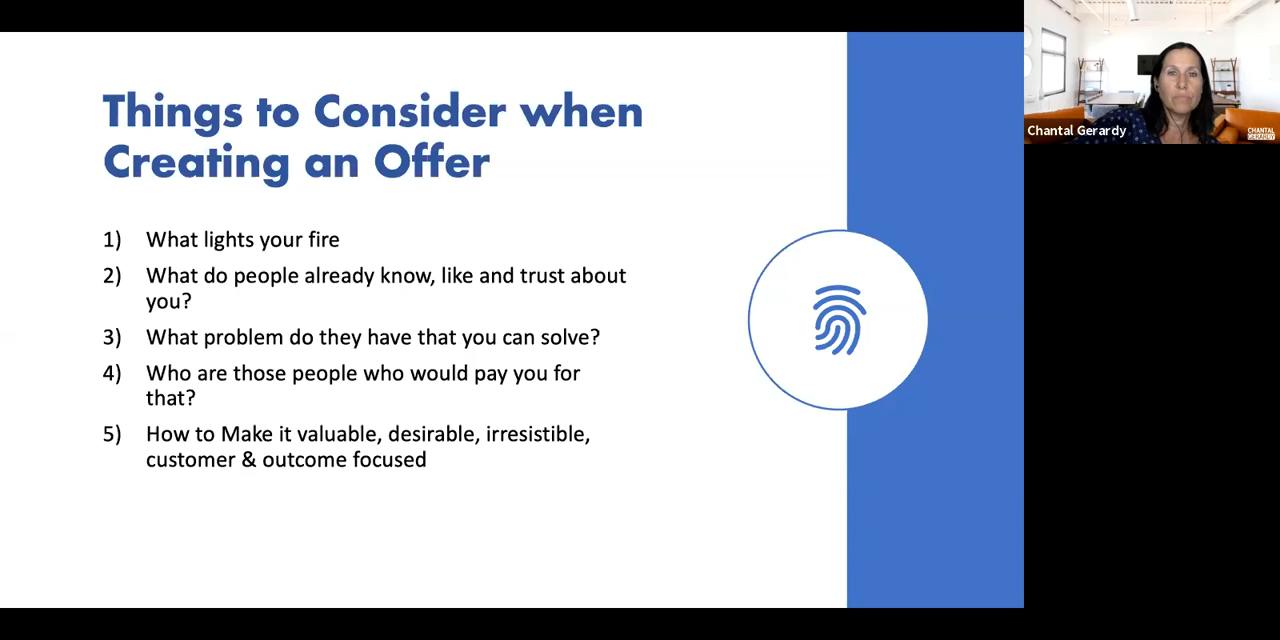 Things to Consider when
Creating an Offer
1) What lights your fire
2) What do people already know, like and trust about
you?
3) What problem do they have that you can solve?
4) Who are those people who would pay you for
that?
5) How to Make it valuable, desirable, irresistible,
customer & outcome focused
Chantal Gerardy
CHANTAL
GERARDY